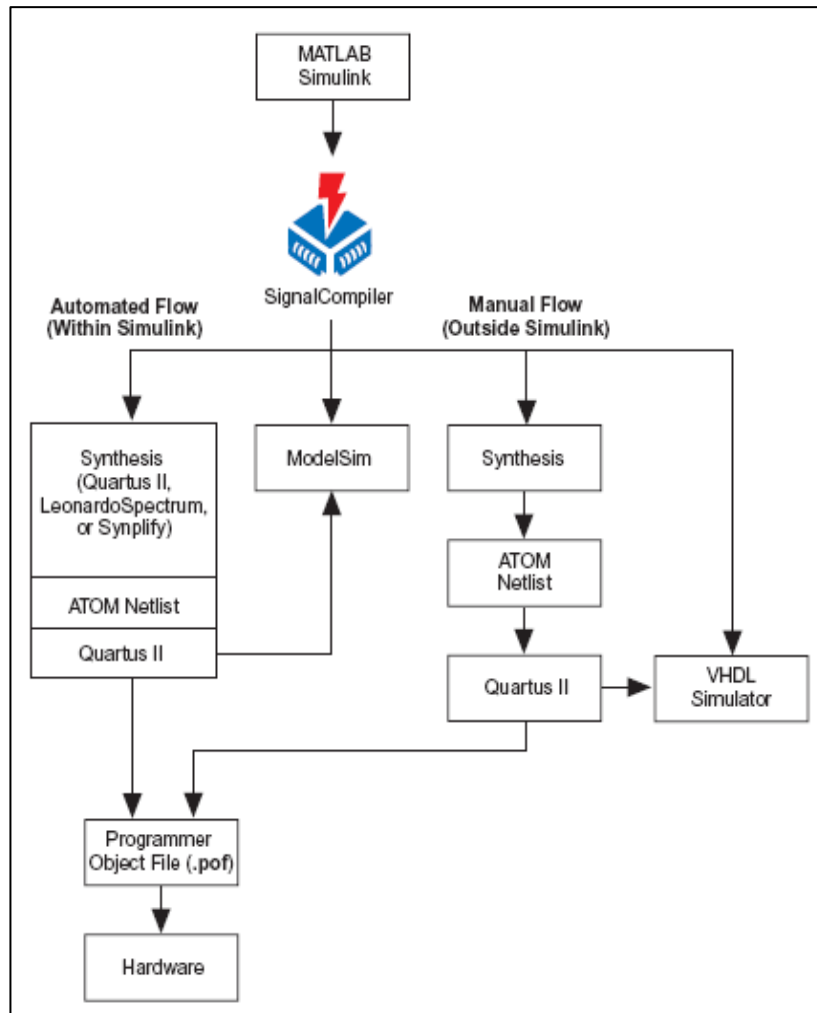 MATLAB
Simulink
SignalCompiler
Automated Flow
(Within Simulink)
Manual Flow
(Outside Simulink)
Synthesis
(Quartus II,
LeonardoSpectrum,
or Synplify)
ATOM Netlist
Quartus II
ModelSim
Synthesis
ATOM
Netlist
Quartus II
VHDL
Simulator
Programmer
Object File (.pof)
Hardware